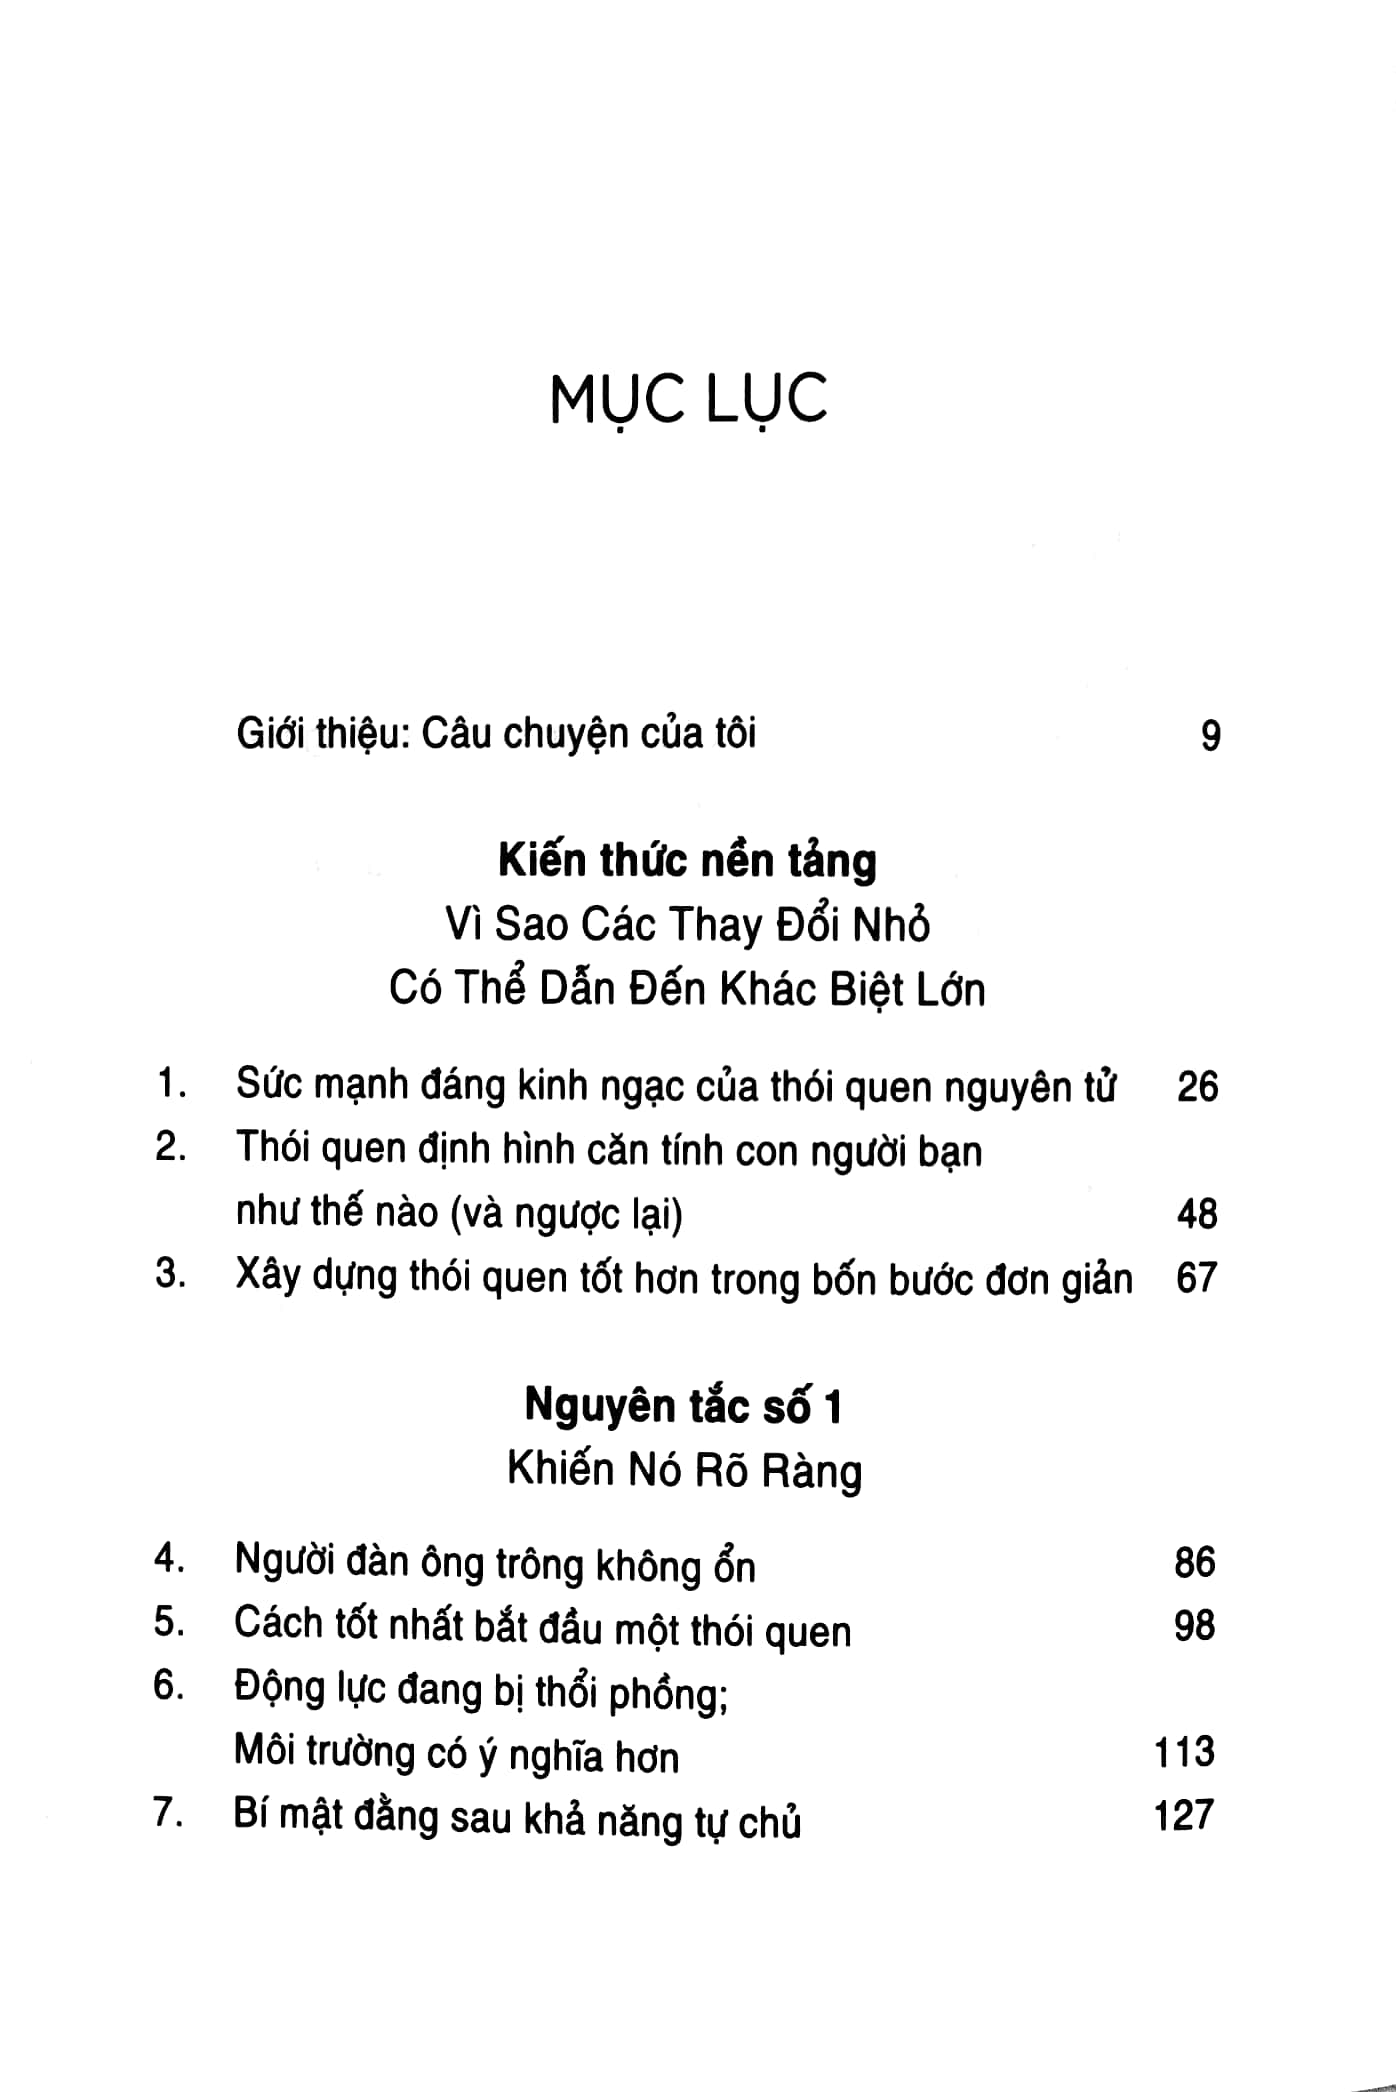 MỤC LỤC
Giới thiệu: Câu chuyện của tôi 9
Kiến thức nền tảng
Vì Sao Các Thay Đổi Nhỏ
Có Thể Dẫn Đến Khác Biệt Lớn
1. Sức mạnh đáng kinh ngạc của thói quen nguyên tử 26
2. Thói quen định hình căn tính con người bạn
như thế nào (và ngược lại) 48
3. Xây dựng thói quen tốt hơn trong bốn bước đơn giản 67
Nguyên tắc số 1
Khiến Nó Rõ Ràng
4. Người đàn ông trông không ổn 86
5. Cách tốt nhất bắt đầu một thói quen 98
6. Động lực đang bị thổi phồng;
Môi trường có ý nghĩa hơn 113
7. Bí mật đằng sau khả năng tự chủ 127